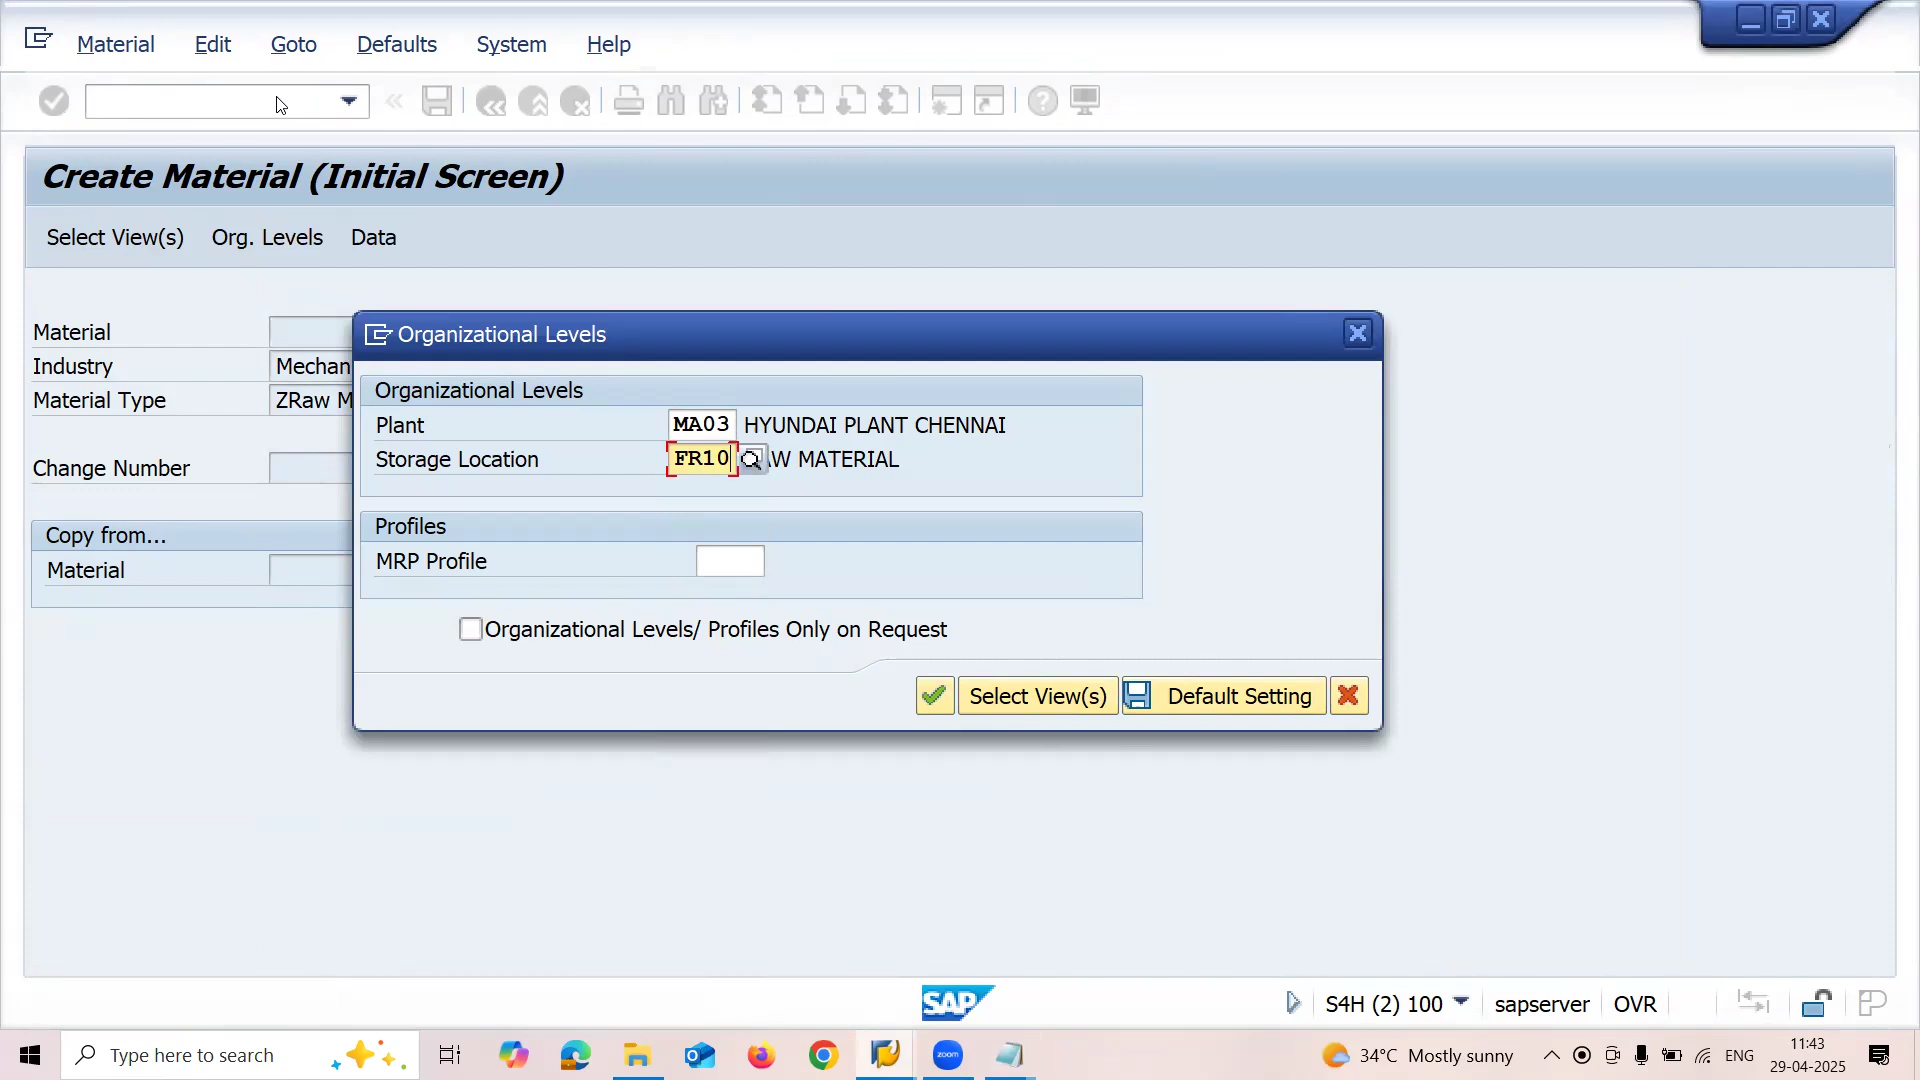 Material Edit Goto Defaults System Help
Create Material (Initial Screen)
Select View(s) Org. Levels Data
Material
Industry Mechan
Material Type ZRaw M
Change Number
Copy from...
Material
Organizational Levels
Organizational Levels
Plant MA03 HYUNDAI PLANT CHENNAI
Storage Location FR10 AW MATERIAL
Profiles
MRP Profile
Organizational Levels/ Profiles Only on Request
Select View(s) Default Setting
SAP
S4H (2) 100 sapserver OVR
Type here to search
zoom
34°C Mostly sunny
ENG
11:43
29-04-2025